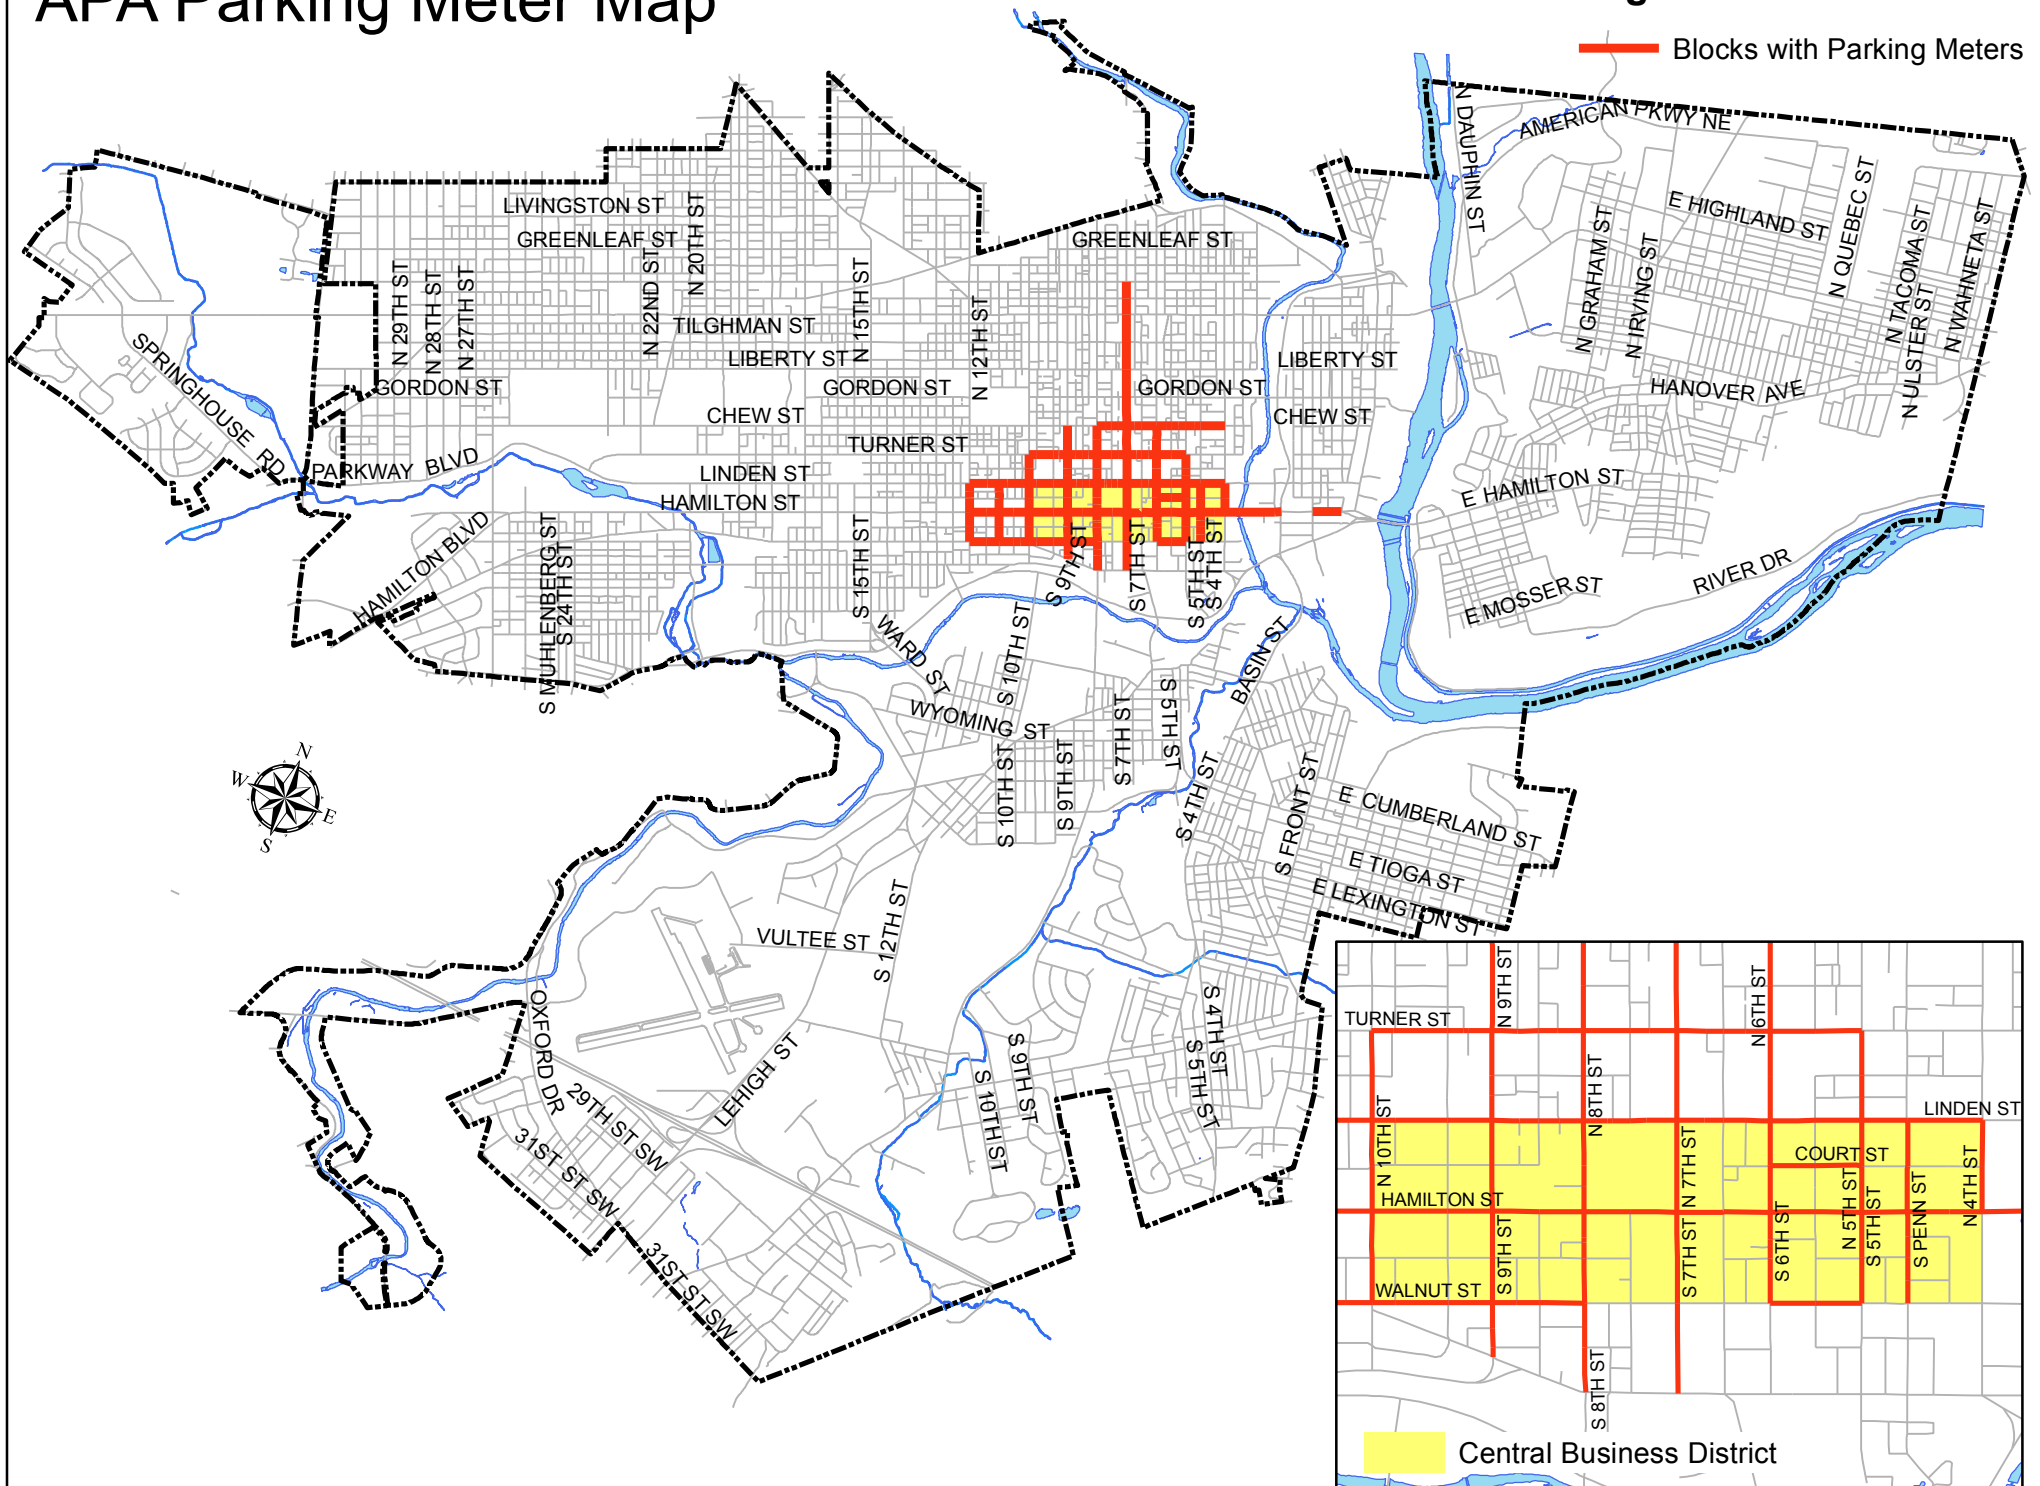 APA Parking Meter Map
Blocks with Parking Meters
N DAUPHIN ST
AMERICAN PKWY NE
LIVINGSTON ST
GREENLEAF ST
N 20TH ST
N 22ND ST
N 29TH ST
N 28TH ST
N 27TH ST
N 15TH ST
GREENLEAF ST
N 12TH ST
E HIGHLAND ST
N QUEBEC ST
N GRAHAM ST
N IRVING ST
N TACOMA ST
N ULSTER ST
N WAHNETA ST
TILGHMAN ST
LIBERTY ST
LIBERTY ST
SPRINGHOUSE RD
GORDON ST
GORDON ST
GORDON ST
HANOVER AVE
CHEW ST
CHEW ST
TURNER ST
PARKWAY BLVD
LINDEN ST
HAMILTON ST
E HAMILTON ST
HAMILTON BLVD
S MUHLENBERG ST
S 24TH ST
S 15TH ST
S 9TH ST
S 7TH ST
S 5TH ST
S 4TH ST
E MOSSER ST
RIVER DR
WARD ST
S 10TH ST
BASIN ST
WYOMING ST
S 10TH ST
S 9TH ST
S 7TH ST
S 5TH ST
S 4TH ST
S FRONT ST
E CUMBERLAND ST
E TIOGA ST
E LEXINGTON ST
N
W
E
S
VULTEE ST
S 12TH ST
OXFORD DR
LEHIGH ST
29TH ST SW
31ST ST SW
31ST ST SW
S 10TH ST
S 9TH ST
S 4TH ST
S 5TH ST
N 9TH ST
N 6TH ST
TURNER ST
N 8TH ST
N 10TH ST
LINDEN ST
N 7TH ST
COURT ST
N 4TH ST
HAMILTON ST
N 5TH ST
S 5TH ST
S PENN ST
S 9TH ST
S 7TH ST
S 6TH ST
WALNUT ST
S 8TH ST
Central Business District